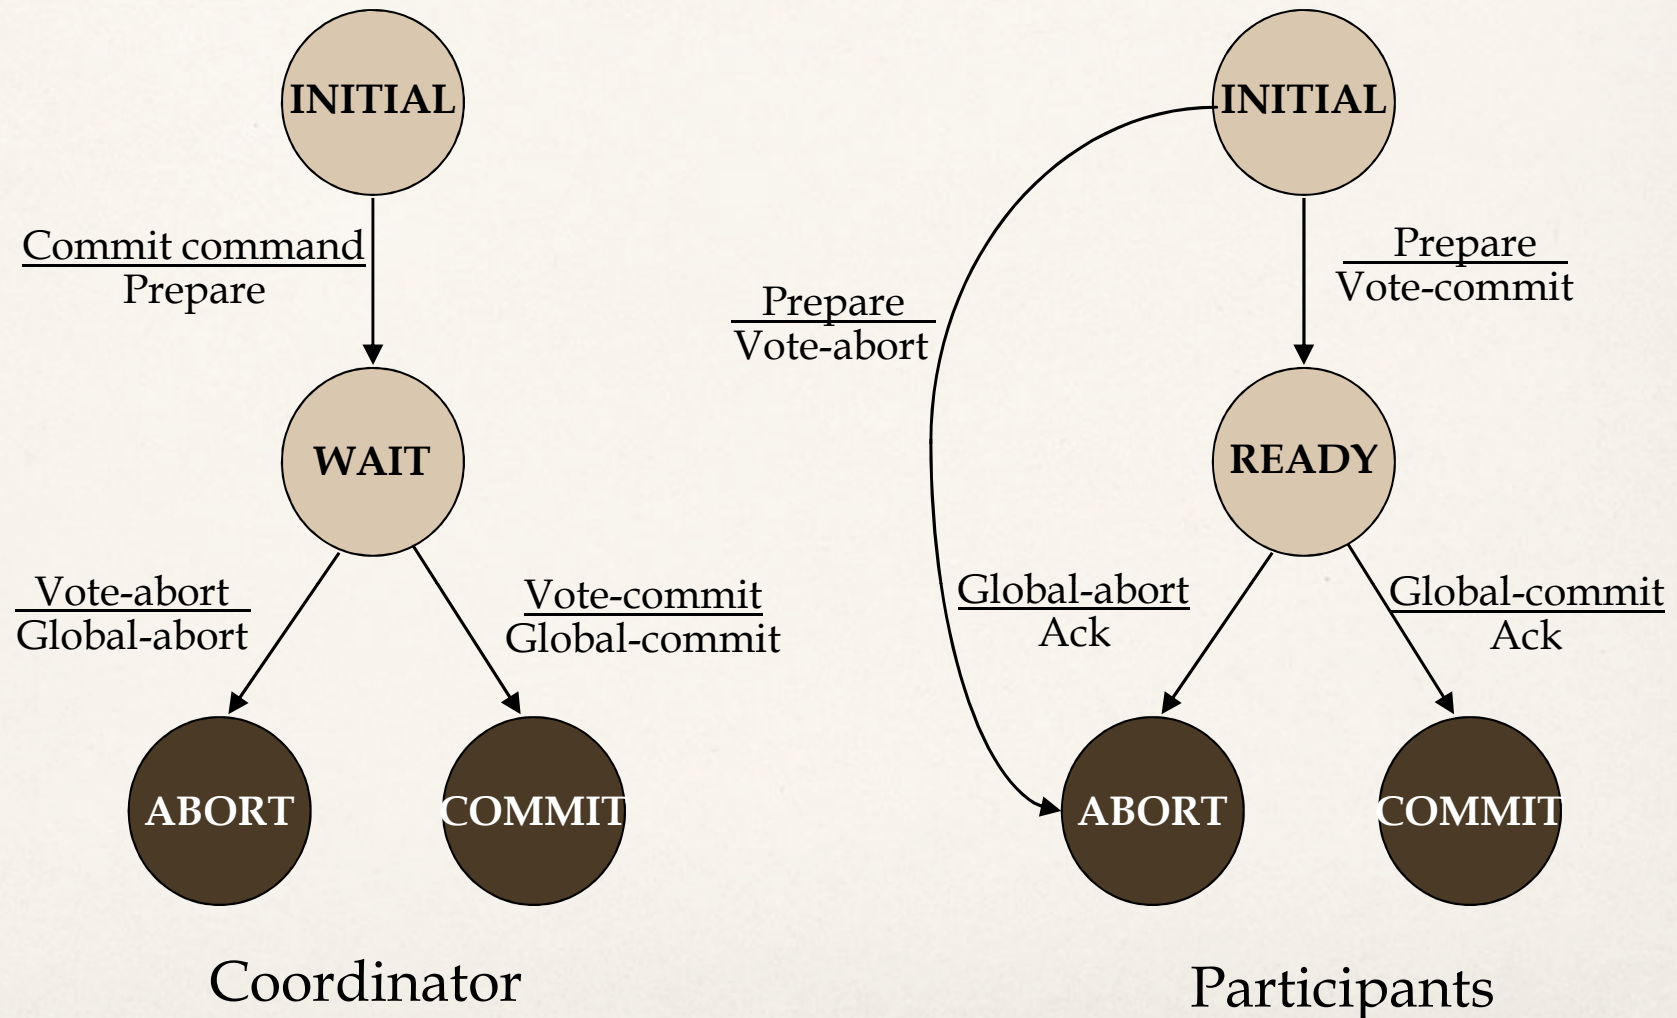 INITIAL
Commit command
Prepare
WAIT
Vote-abort
Global-abort
Vote-commit
Global-commit
ABORT
COMMIT
Coordinator
INITIAL
Prepare
Vote-commit
Prepare
Vote-abort
READY
Global-abort
Ack
Global-commit
Ack
ABORT
COMMIT
Participants